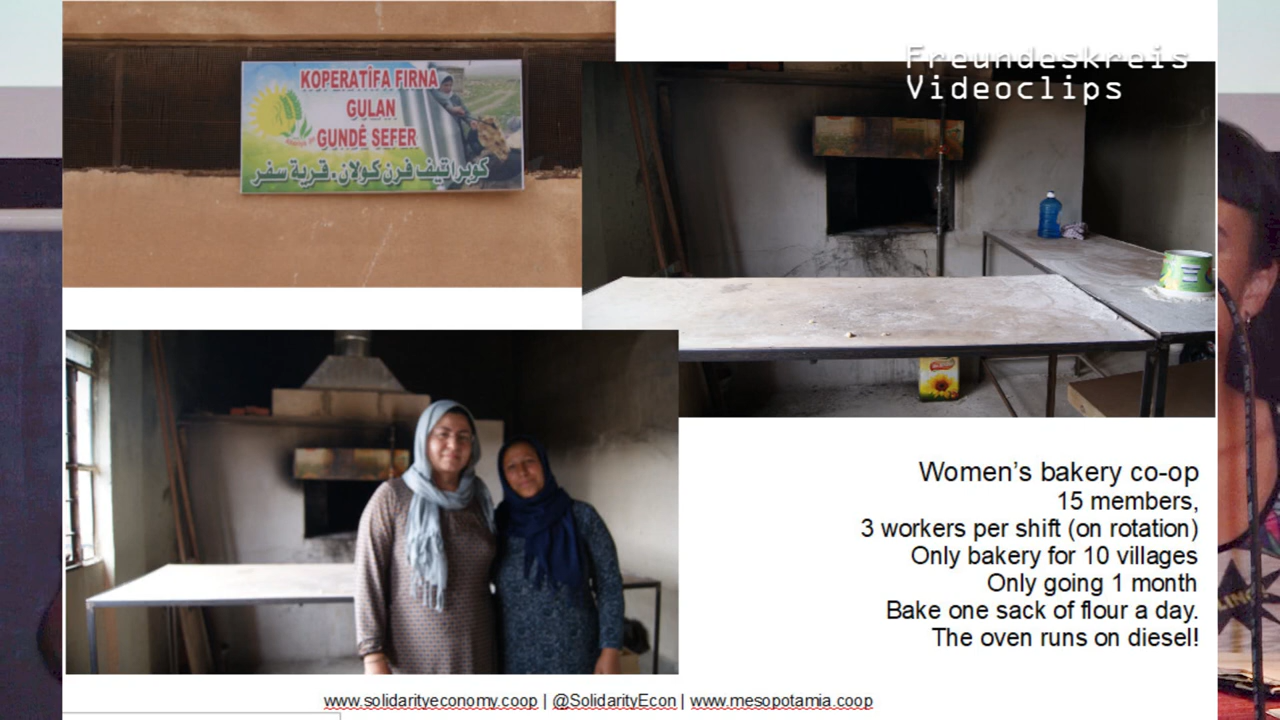 Freundeskreis
Videoclips
KOPERATÎFA FIRNA
GULAN
GUNDÊ SEFER
كوبراتيف فرن كولان. قرية سفر
Women’s bakery co-op
15 members,
3 workers per shift (on rotation)
Only bakery for 10 villages
Only going 1 month
Bake one sack of flour a day.
The oven runs on diesel!
www.solidarityeconomy.coop | @SolidarityEcon | www.mesopotamia.coop